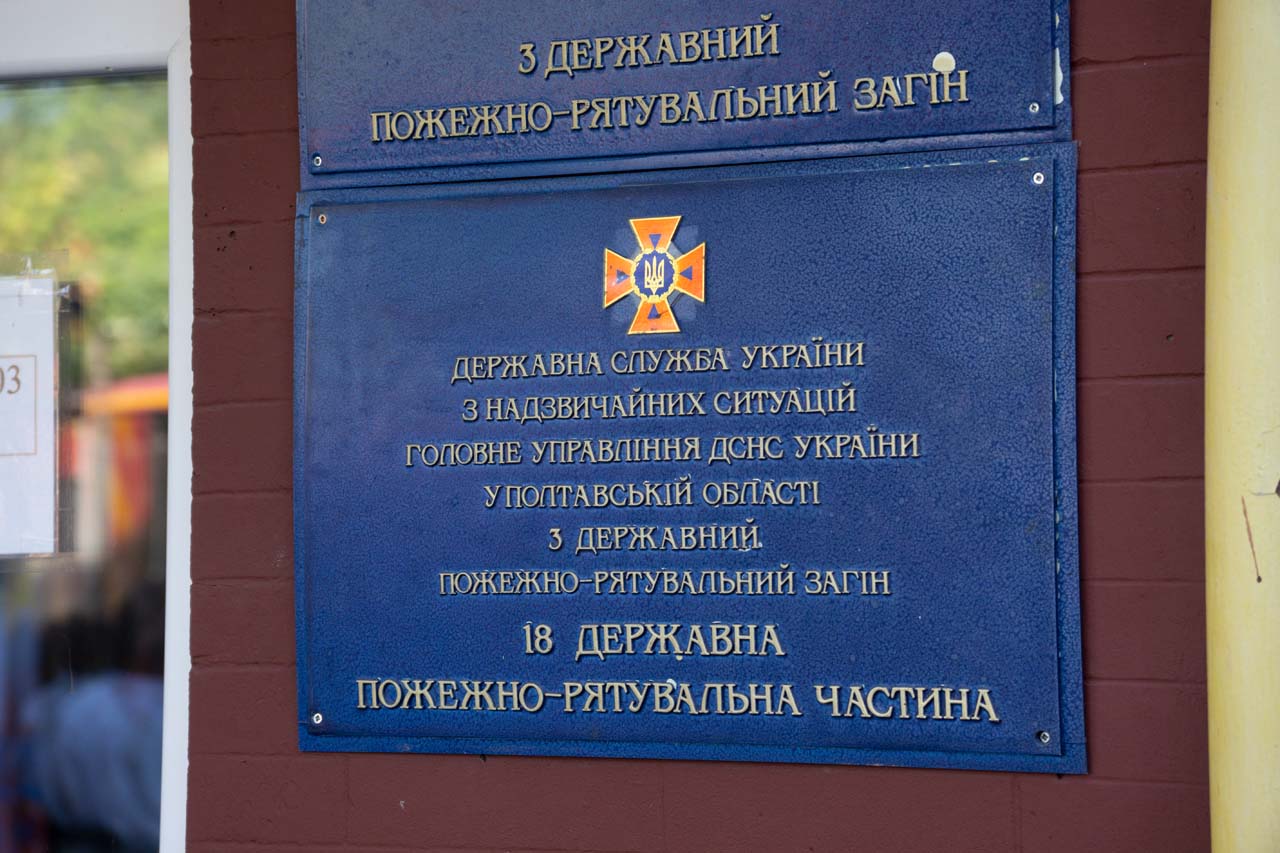 3 ДЕРЖАВНИЙ
ПОЖЕЖНО-РЯТУВАЛЬНИЙ ЗАГІН
ДЕРЖАВНА СЛУЖБА УКРАЇНИ
З НАДЗВИЧАЙНИХ СИТУАЦІЙ
ГОЛОВНЕ УПРАВЛІННЯ ДСНС УКРАЇНИ
У ПОЛТАВСЬКІЙ ОБЛАСТІ
3 ДЕРЖАВНИЙ
ПОЖЕЖНО-РЯТУВАЛЬНИЙ ЗАГІН
18 ДЕРЖАВНА
ПОЖЕЖНО-РЯТУВАЛЬНА ЧАСТИНА
03